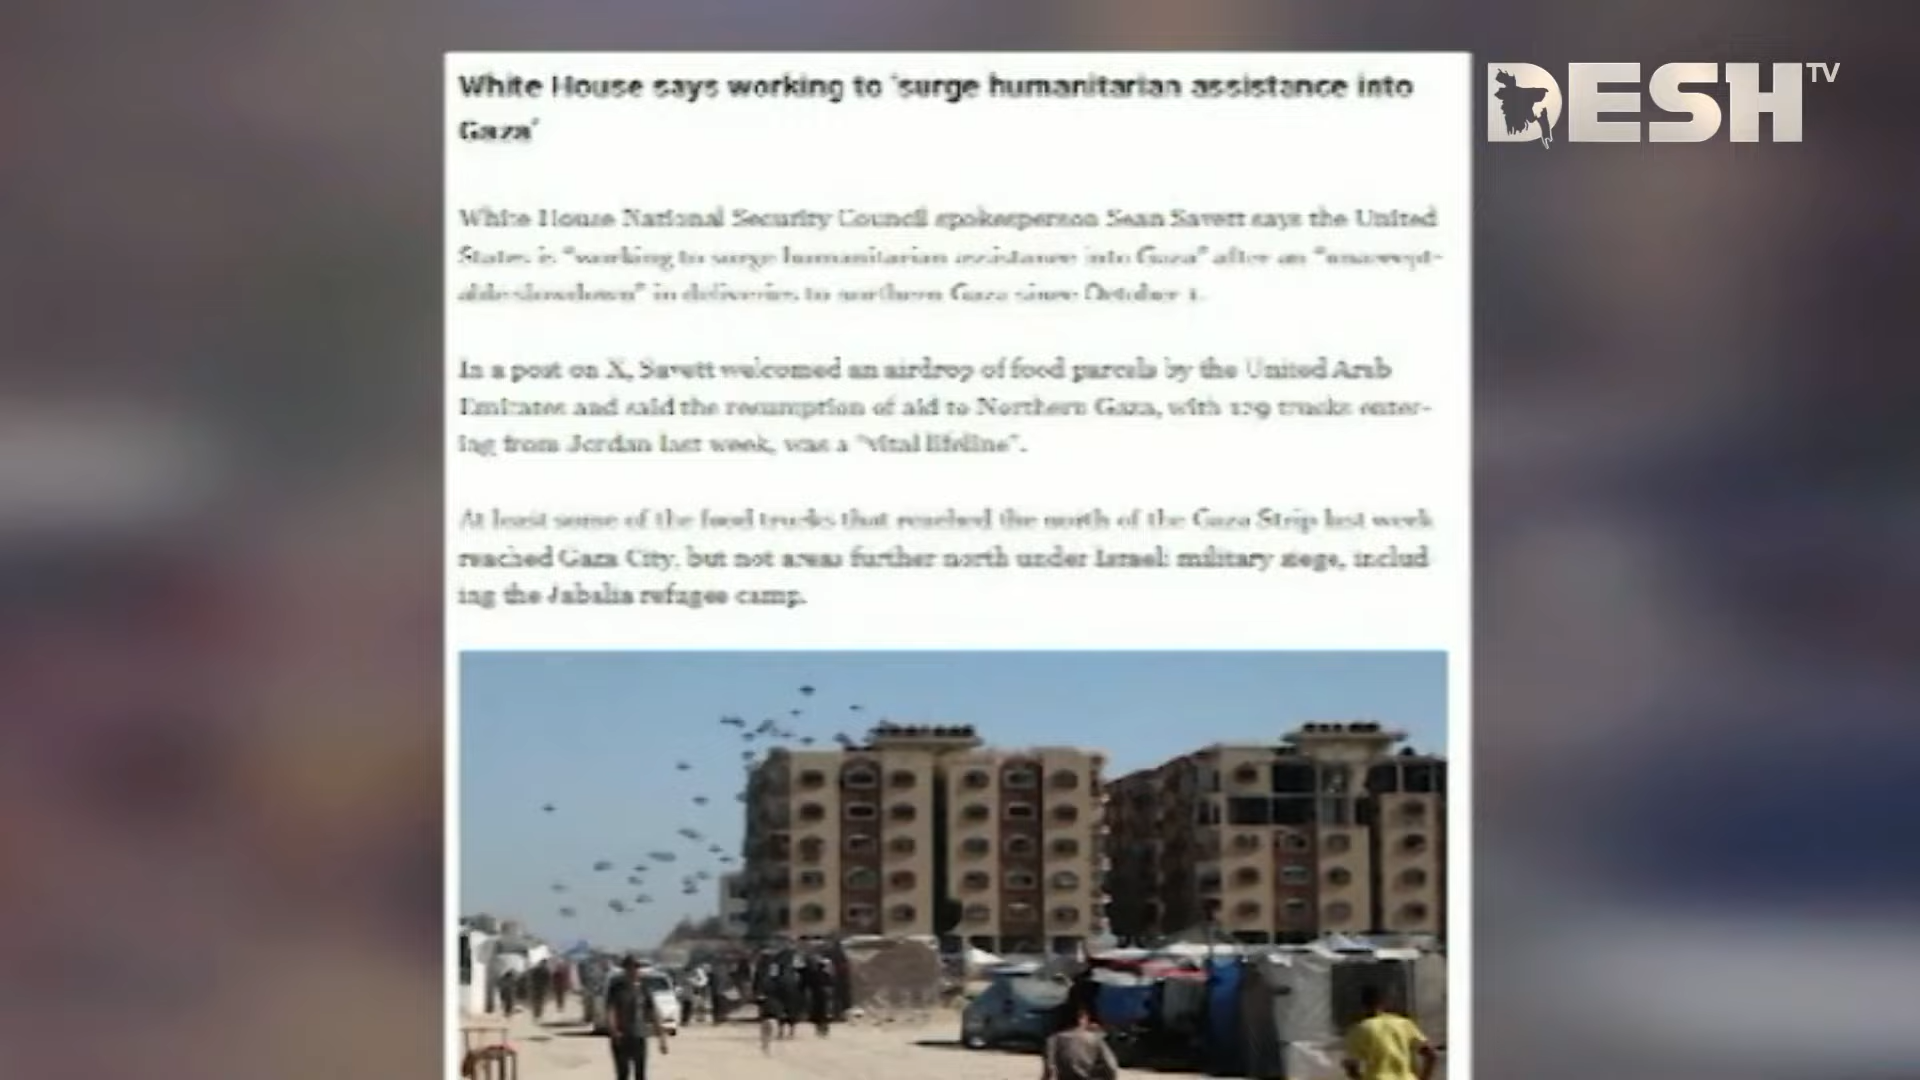 DESH TV
White House says working to ‘surge humanitarian assistance into
Gaza’
White House National Security Council spokesperson Sean Savett says the United
States is “working to surge humanitarian assistance into Gaza” after an “unaccept-
able slowdown” in deliveries to northern Gaza since October 1.
In a post on X, Savett welcomed an airdrop of food parcels by the United Arab
Emirates and said the resumption of aid to Northern Gaza, with trucks enter-
ing from Jordan last week, was a “vital lifeline”.
At least some of the food trucks that reached the north of the Gaza Strip last week
reached Gaza City, but not areas further north under Israeli military siege, includ-
ing the Jabalia refugee camp.